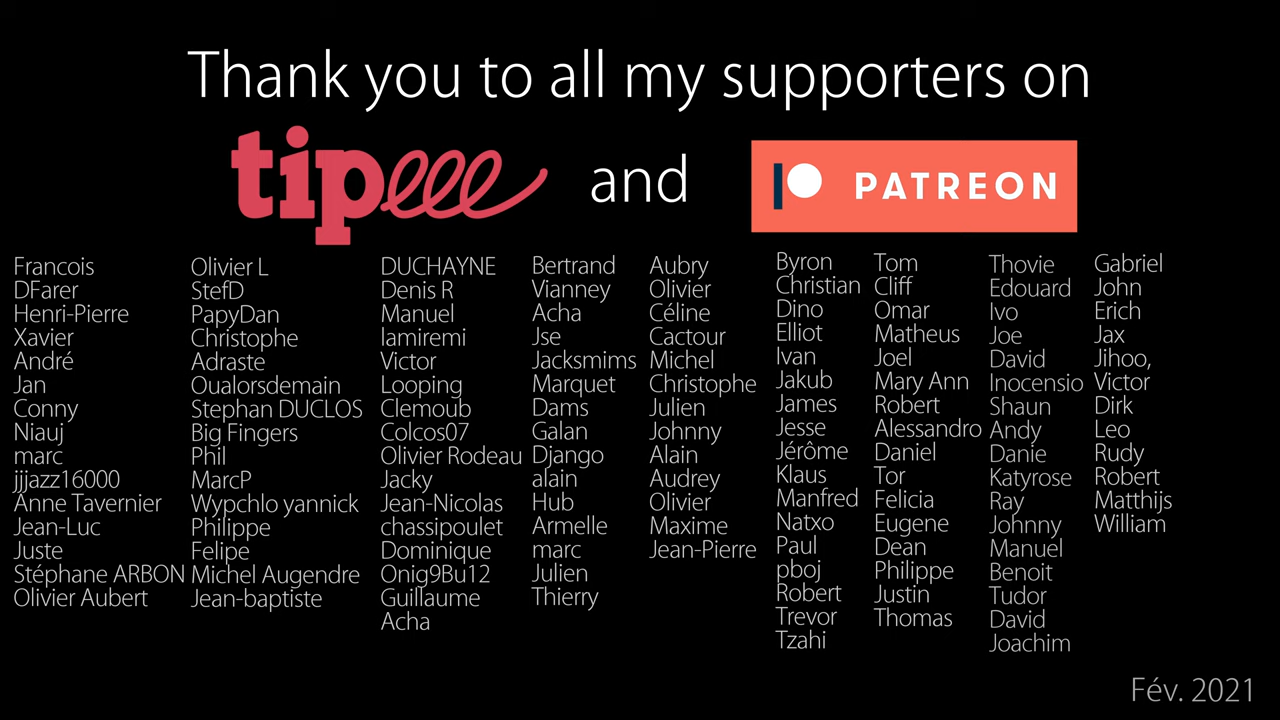 Thank you to all my supporters on
tipeee and PATREON
Francois
DFarer
Henri-Pierre
Xavier
André
Jan
Conny
Niauj
marc
jjjazz16000
Anne Tavernier
Jean-Luc
Juste
Stéphane ARBON
Olivier Aubert
Olivier L
StefD
PapyDan
Christophe
Adraste
Oualorsdemain
Stephan DUCLOS
Big Fingers
Phil
MarcP
Wypchlo yannick
Philippe
Felipe
Michel Augendre
Jean-baptiste
DUCHAYNE
Denis R
Manuel
lamiremi
Victor
Looping
Clemoub
Colcos07
Olivier Rodeau
Jacky
Jean-Nicolas
chassipoulet
Dominique
Onig9Bu12
Guillaume
Acha
Bertrand
Vianney
Acha
Jse
Jacksmims
Marquet
Dams
Galan
Django
alain
Hub
Armelle
marc
Julien
Thierry
Aubry
Olivier
Céline
Cactour
Michel
Christophe
Julien
Johnny
Alain
Audrey
Olivier
Maxime
Jean-Pierre
Byron
Christian
Dino
Elliot
Ivan
Jakub
James
Jesse
Jérôme
Klaus
Manfred
Natxo
Paul
pboj
Robert
Trevor
Tzahi
Tom
Cliff
Omar
Matheus
Joel
Mary Ann
Robert
Alessandro
Daniel
Tor
Felicia
Eugene
Dean
Philippe
Justin
Thomas
Thovie
Edouard
Ivo
Joe
David
Inocensio
Shaun
Andy
Danie
Katyrose
Ray
Johnny
Manuel
Benoit
Tudor
David
Joachim
Gabriel
John
Erich
Jax
Jihoo,
Victor
Dirk
Leo
Rudy
Robert
Matthijs
William
Fév. 2021